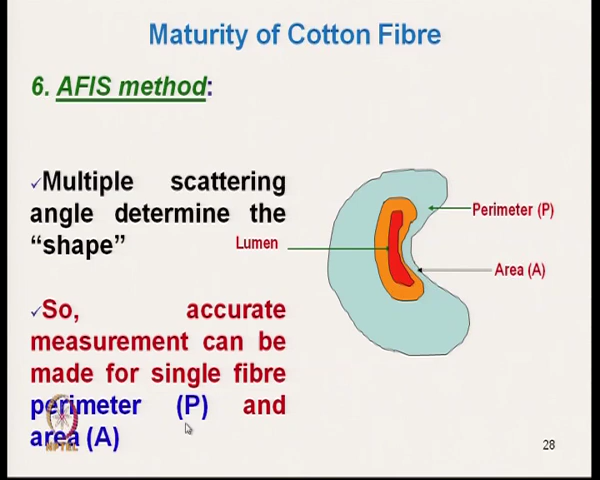 Maturity of Cotton Fibre
6. AFIS method:
✓Multiple scattering
angle determine the
“shape”
Lumen
Perimeter (P)
Area (A)
✓So, accurate
measurement can be
made for single fibre
perimeter (P) and
area (A)
NPTEL
28